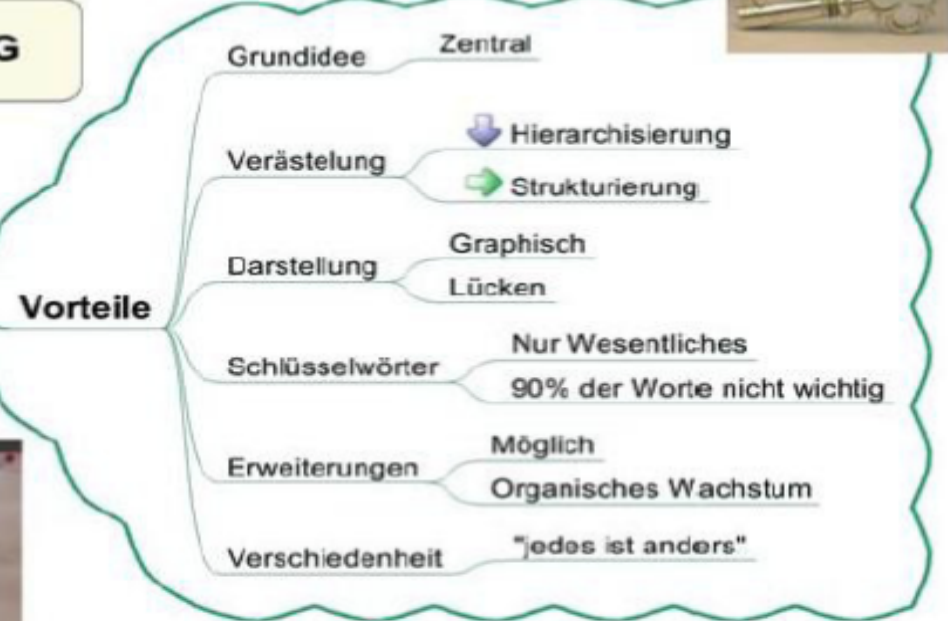 G
Vorteile
Grundidee
Zentral
Verästelung
Hierarchisierung
Strukturierung
Darstellung
Graphisch
Lücken
Schlüsselwörter
Nur Wesentliches
90% der Worte nicht wichtig
Erweiterungen
Möglich
Organisches Wachstum
Verschiedenheit
"jedes ist anders"